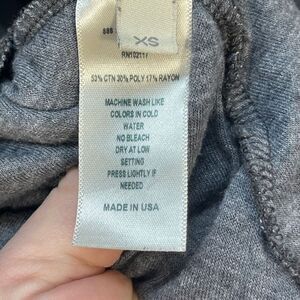 XS
RN102117
53% CTN 30% POLY 17% RAYON
MACHINE WASH LIKE
COLORS IN COLD
WATER
NO BLEACH
DRY AT LOW
SETTING
PRESS LIGHTLY IF
NEEDED
MADE IN USA